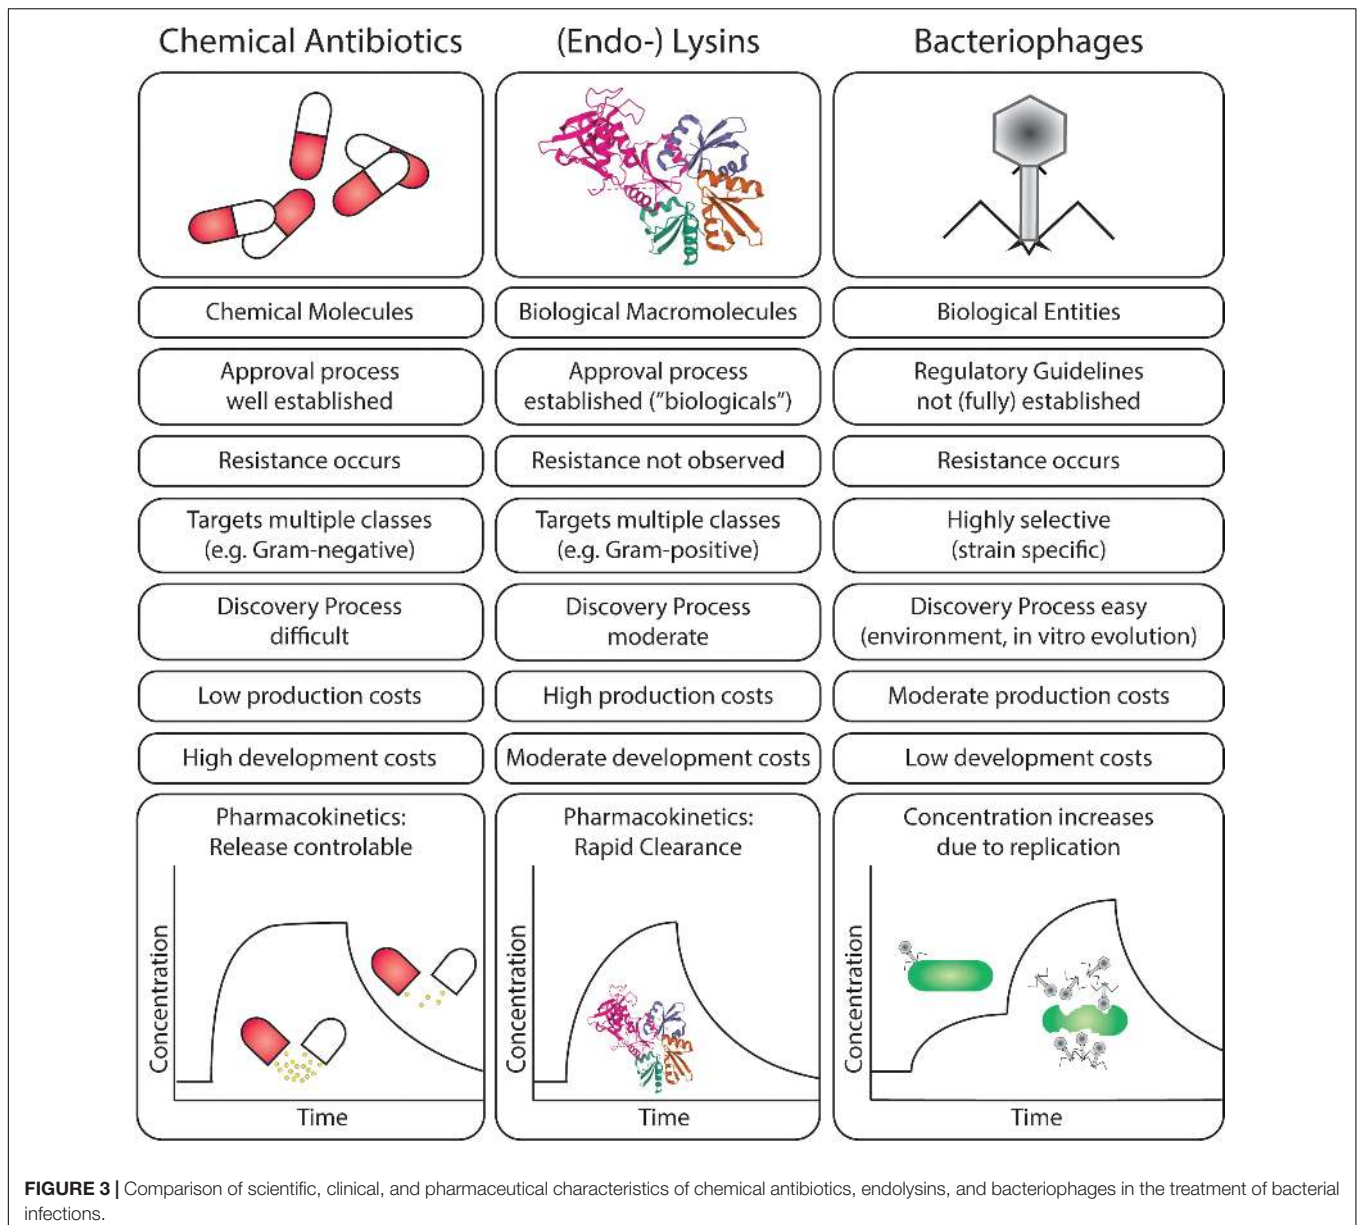 Chemical Antibiotics
(Endo-) Lysins
Bacteriophages
Chemical Molecules
Biological Macromolecules
Biological Entities
Approval process
well established
Approval process
established ("biologicals")
Regulatory Guidelines
not (fully) established
Resistance occurs
Resistance not observed
Resistance occurs
Targets multiple classes
(e.g. Gram-negative)
Targets multiple classes
(e.g. Gram-positive)
Highly selective
(strain specific)
Discovery Process
difficult
Discovery Process
moderate
Discovery Process easy
(environment, in vitro evolution)
Low production costs
High production costs
Moderate production costs
High development costs
Moderate development costs
Low development costs
Pharmacokinetics:
Release controlable
Concentration
Time
Pharmacokinetics:
Rapid Clearance
Concentration
Time
Concentration increases
due to replication
Concentration
Time
FIGURE 3 | Comparison of scientific, clinical, and pharmaceutical characteristics of chemical antibiotics, endolysins, and bacteriophages in the treatment of bacterial
infections.